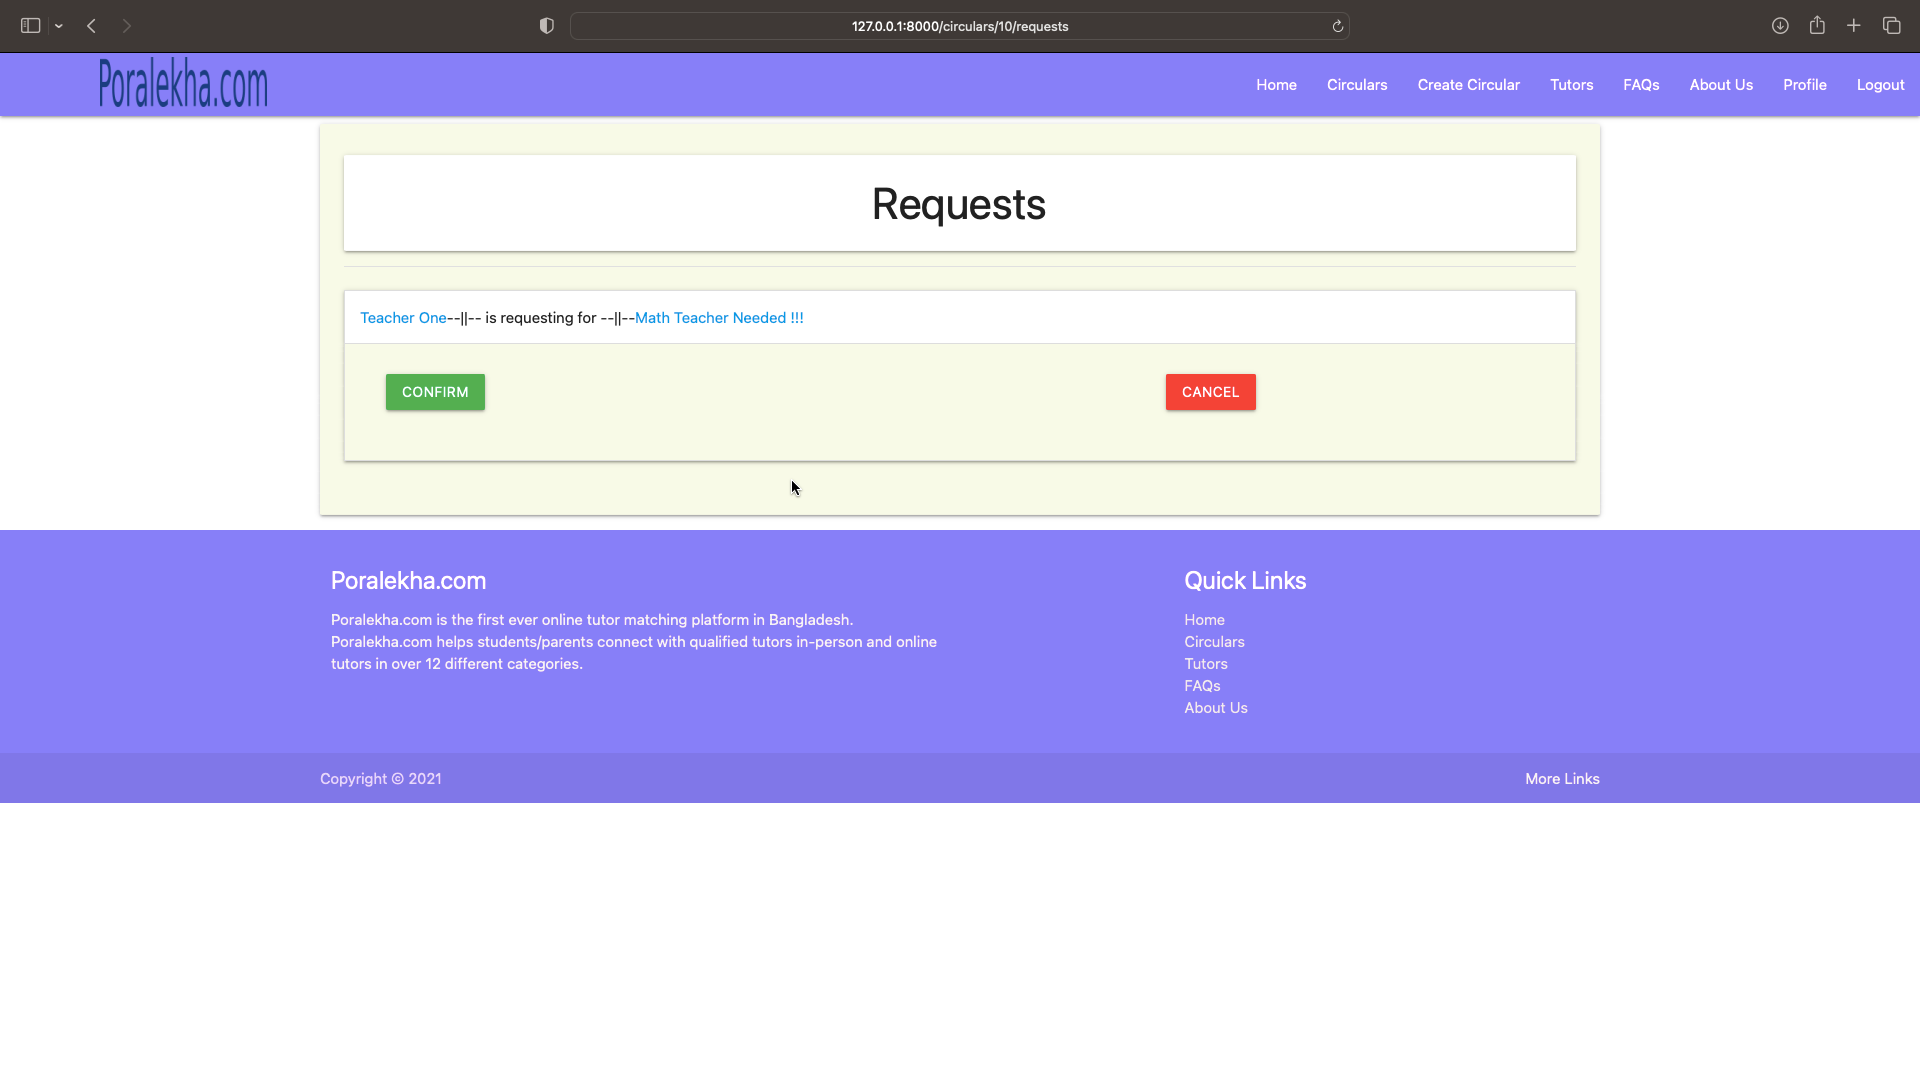 127.0.0.1:8000/circulars/10/requests
Poralekha.com
Home Circulars Create Circular Tutors FAQs About Us Profile Logout
Requests
Teacher One--||-- is requesting for --||--Math Teacher Needed !!!
CONFIRM CANCEL
Poralekha.com
Poralekha.com is the first ever online tutor matching platform in Bangladesh.
Poralekha.com helps students/parents connect with qualified tutors in-person and online
tutors in over 12 different categories.
Quick Links
Home
Circulars
Tutors
FAQs
About Us
Copyright © 2021
More Links